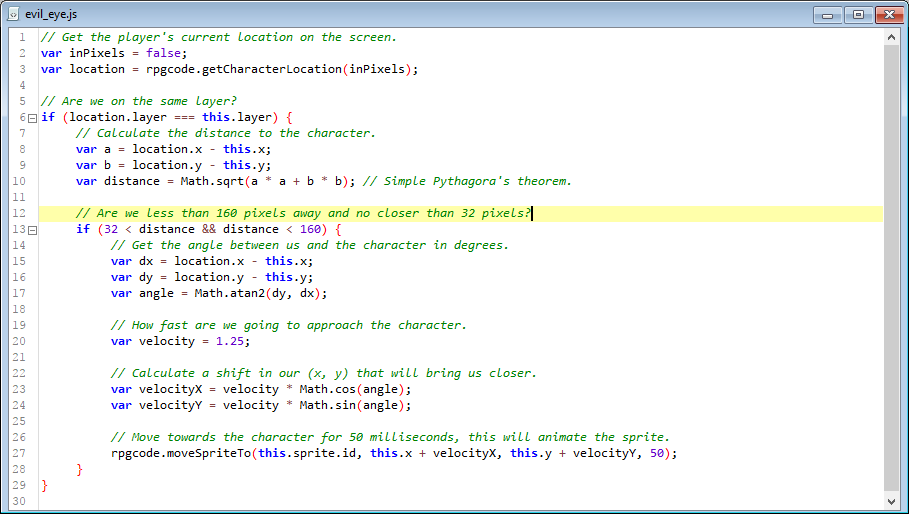 evil_eye.js
1 // Get the player's current location on the screen.
2 var inPixels = false;
3 var location = rpgcode.getCharacterLocation(inPixels);
4
5 // Are we on the same layer?
6 if (location.layer === this.layer) {
7 // Calculate the distance to the character.
8 var a = location.x - this.x;
9 var b = location.y - this.y;
10 var distance = Math.sqrt(a * a + b * b); // Simple Pythagora's theorem.
11
12 // Are we less than 160 pixels away and no closer than 32 pixels?
13 if (32 < distance && distance < 160) {
14 // Get the angle between us and the character in degrees.
15 var dx = location.x - this.x;
16 var dy = location.y - this.y;
17 var angle = Math.atan2(dy, dx);
18
19 // How fast are we going to approach the character.
20 var velocity = 1.25;
21
22 // Calculate a shift in our (x, y) that will bring us closer.
23 var velocityX = velocity * Math.cos(angle);
24 var velocityY = velocity * Math.sin(angle);
25
26 // Move towards the character for 50 milliseconds, this will animate the sprite.
27 rpgcode.moveSpriteTo(this.sprite.id, this.x + velocityX, this.y + velocityY, 50);
28 }
29 }
30